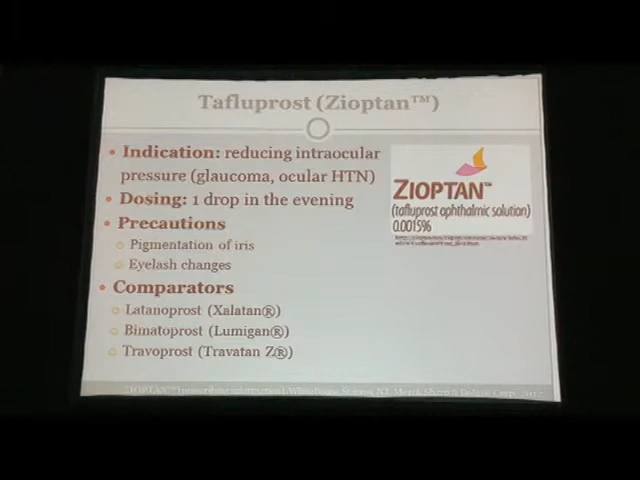 Tafluprost (Zioptan™)
• Indication: reducing intraocular
pressure (glaucoma, ocular HTN)
• Dosing: 1 drop in the evening
• Precautions
Pigmentation of iris
Eyelash changes
• Comparators
Latanoprost (Xalatan®)
Bimatoprost (Lumigan®)
Travoprost (Travatan Z®)
ZIOPTAN™
(tafluprost ophthalmic solution)
0.0015%